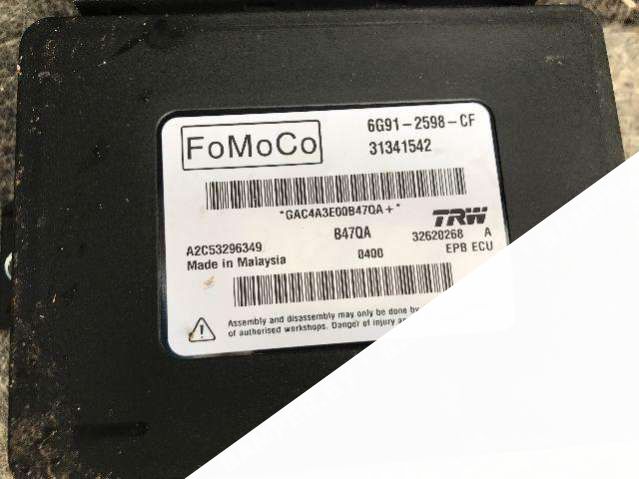 FoMoCo
6G91-2598-CF
31341542
*GAC4A3E00B47QA+*
TRW
A2C53296349 B47QA 32620268 A
Made in Malaysia 0400 EPB ECU
Assembly and disassembly may only be done by
of authorised workshops. Danger of injury